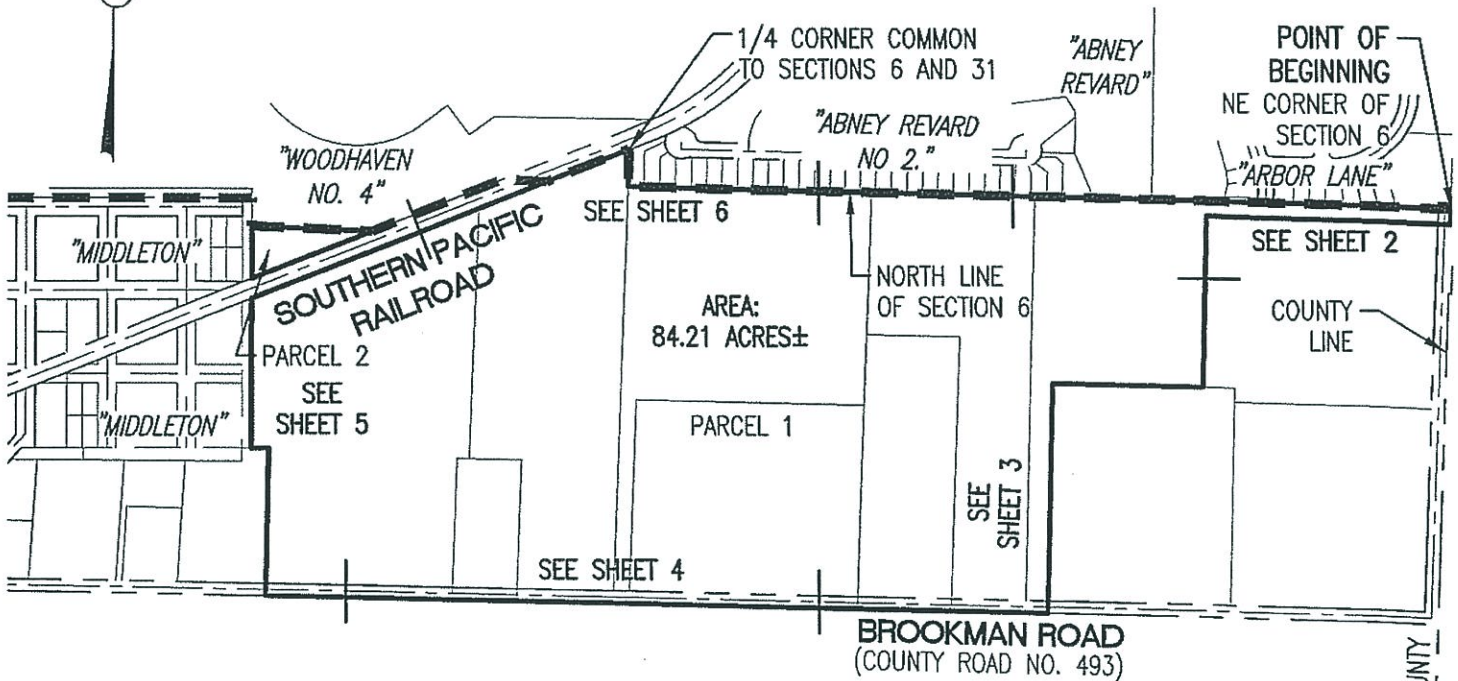 1/4 CORNER COMMON
TO SECTIONS 6 AND 31
"ABNEY
REVARD"
POINT OF
BEGINNING
NE CORNER OF
SECTION 6
"WOODHAVEN
NO. 4"
"ABNEY REVARD
NO 2."
"ARBOR LANE"
"MIDDLETON"
SEE SHEET 6
SEE SHEET 2
SOUTHERN PACIFIC
RAILROAD
NORTH LINE
OF SECTION 6
AREA:
84.21 ACRES±
COUNTY
LINE
PARCEL 2
SEE
SHEET 5
"MIDDLETON"
PARCEL 1
SEE
SHEET 3
SEE SHEET 4
BROOKMAN ROAD
(COUNTY ROAD NO. 493)
UNTY